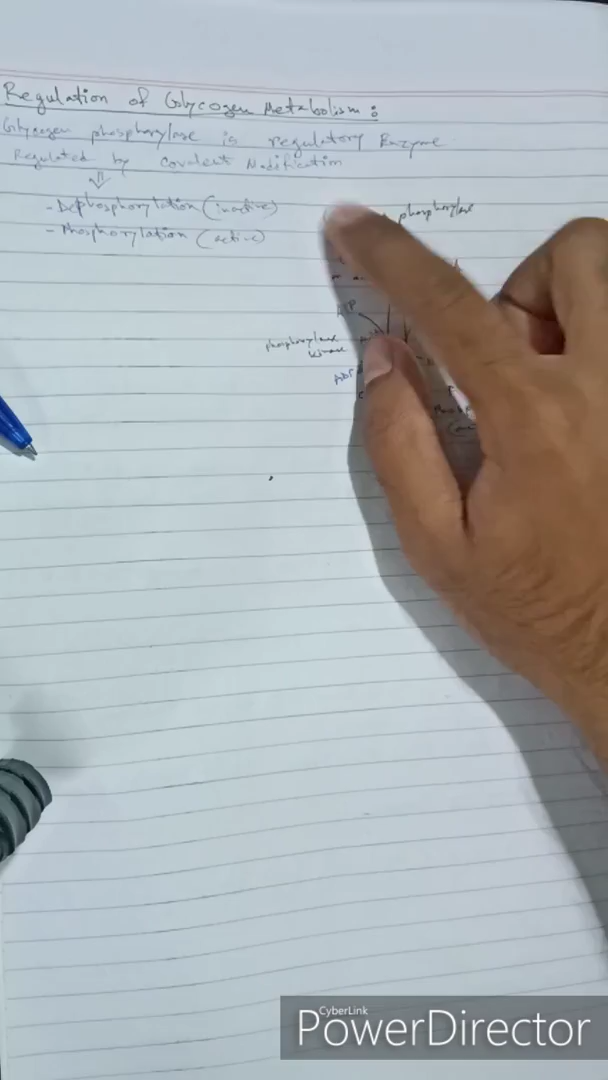 Regulation of Glycogen Metabolism :
Glycogen phosphorylase is regulatory Enzyme
Regulated by covalent Modification
⇓
- Dephosphorylation (inactive)
- Phosphorylation (active)
phosphorylase
ATP
phosphorylase
kinase
ADP
CyberLink
PowerDirector